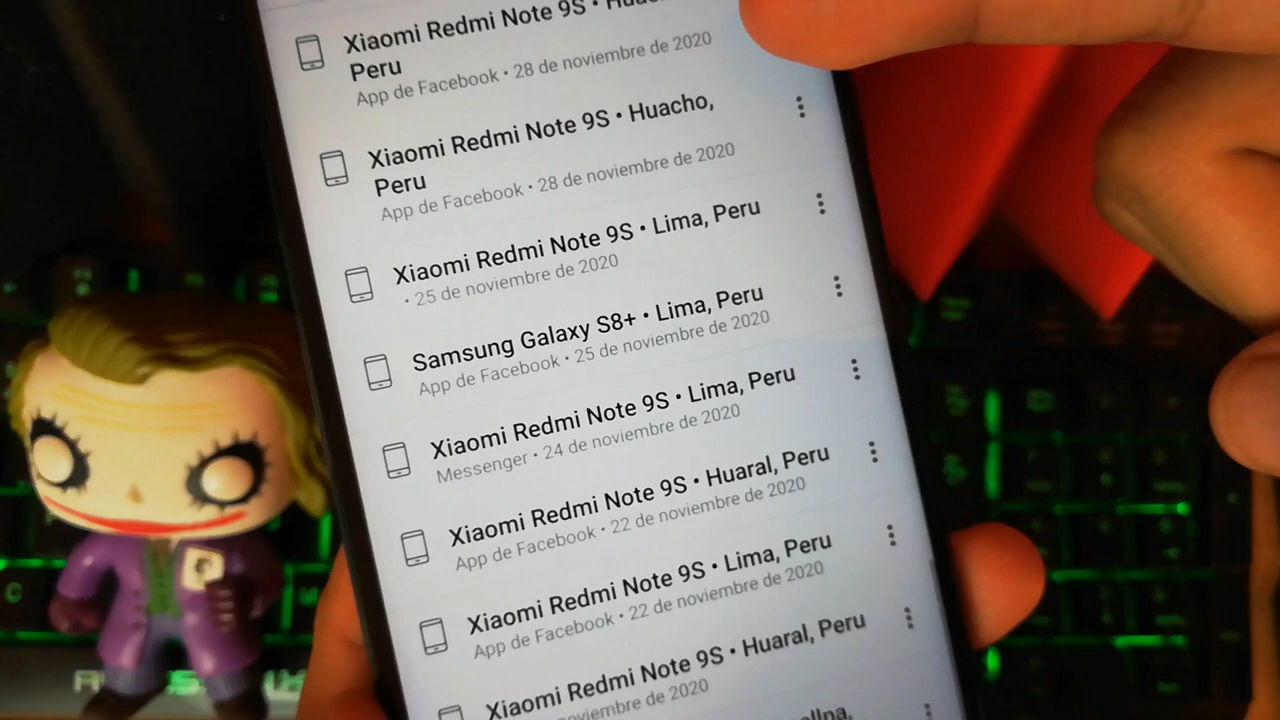 Xiaomi Redmi Note 9S •
Peru
App de Facebook • 28 de noviembre de 2020
Xiaomi Redmi Note 9S • Huacho,
Peru
App de Facebook • 28 de noviembre de 2020
Xiaomi Redmi Note 9S • Lima, Peru
• 25 de noviembre de 2020
Samsung Galaxy S8+ • Lima, Peru
App de Facebook • 25 de noviembre de 2020
Xiaomi Redmi Note 9S • Lima, Peru
Messenger • 24 de noviembre de 2020
Xiaomi Redmi Note 9S • Huaral, Peru
App de Facebook • 22 de noviembre de 2020
Xiaomi Redmi Note 9S • Lima, Peru
App de Facebook • 22 de noviembre de 2020
Xiaomi Redmi Note 9S • Huaral, Peru
de 2020